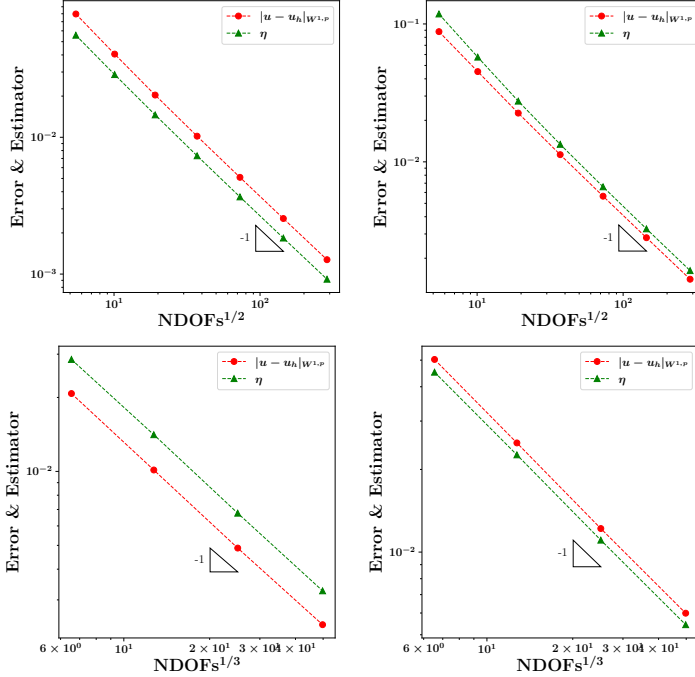 |u − u_h|_{W^{1,p}}
η
Error & Estimator
10^{-2}
10^{-3}
-1
10^1
10^2
NDOFs^{1/2}
|u − u_h|_{W^{1,p}}
η
Error & Estimator
10^{-1}
10^{-2}
-1
10^1
10^2
NDOFs^{1/2}
|u − u_h|_{W^{1,p}}
η
Error & Estimator
10^{-2}
-1
6 × 10^0
10^1
2 × 10^1
3 × 10^1
4 × 10^1
NDOFs^{1/3}
|u − u_h|_{W^{1,p}}
η
Error & Estimator
10^{-2}
-1
6 × 10^0
10^1
2 × 10^1
3 × 10^1
4 × 10^1
NDOFs^{1/3}